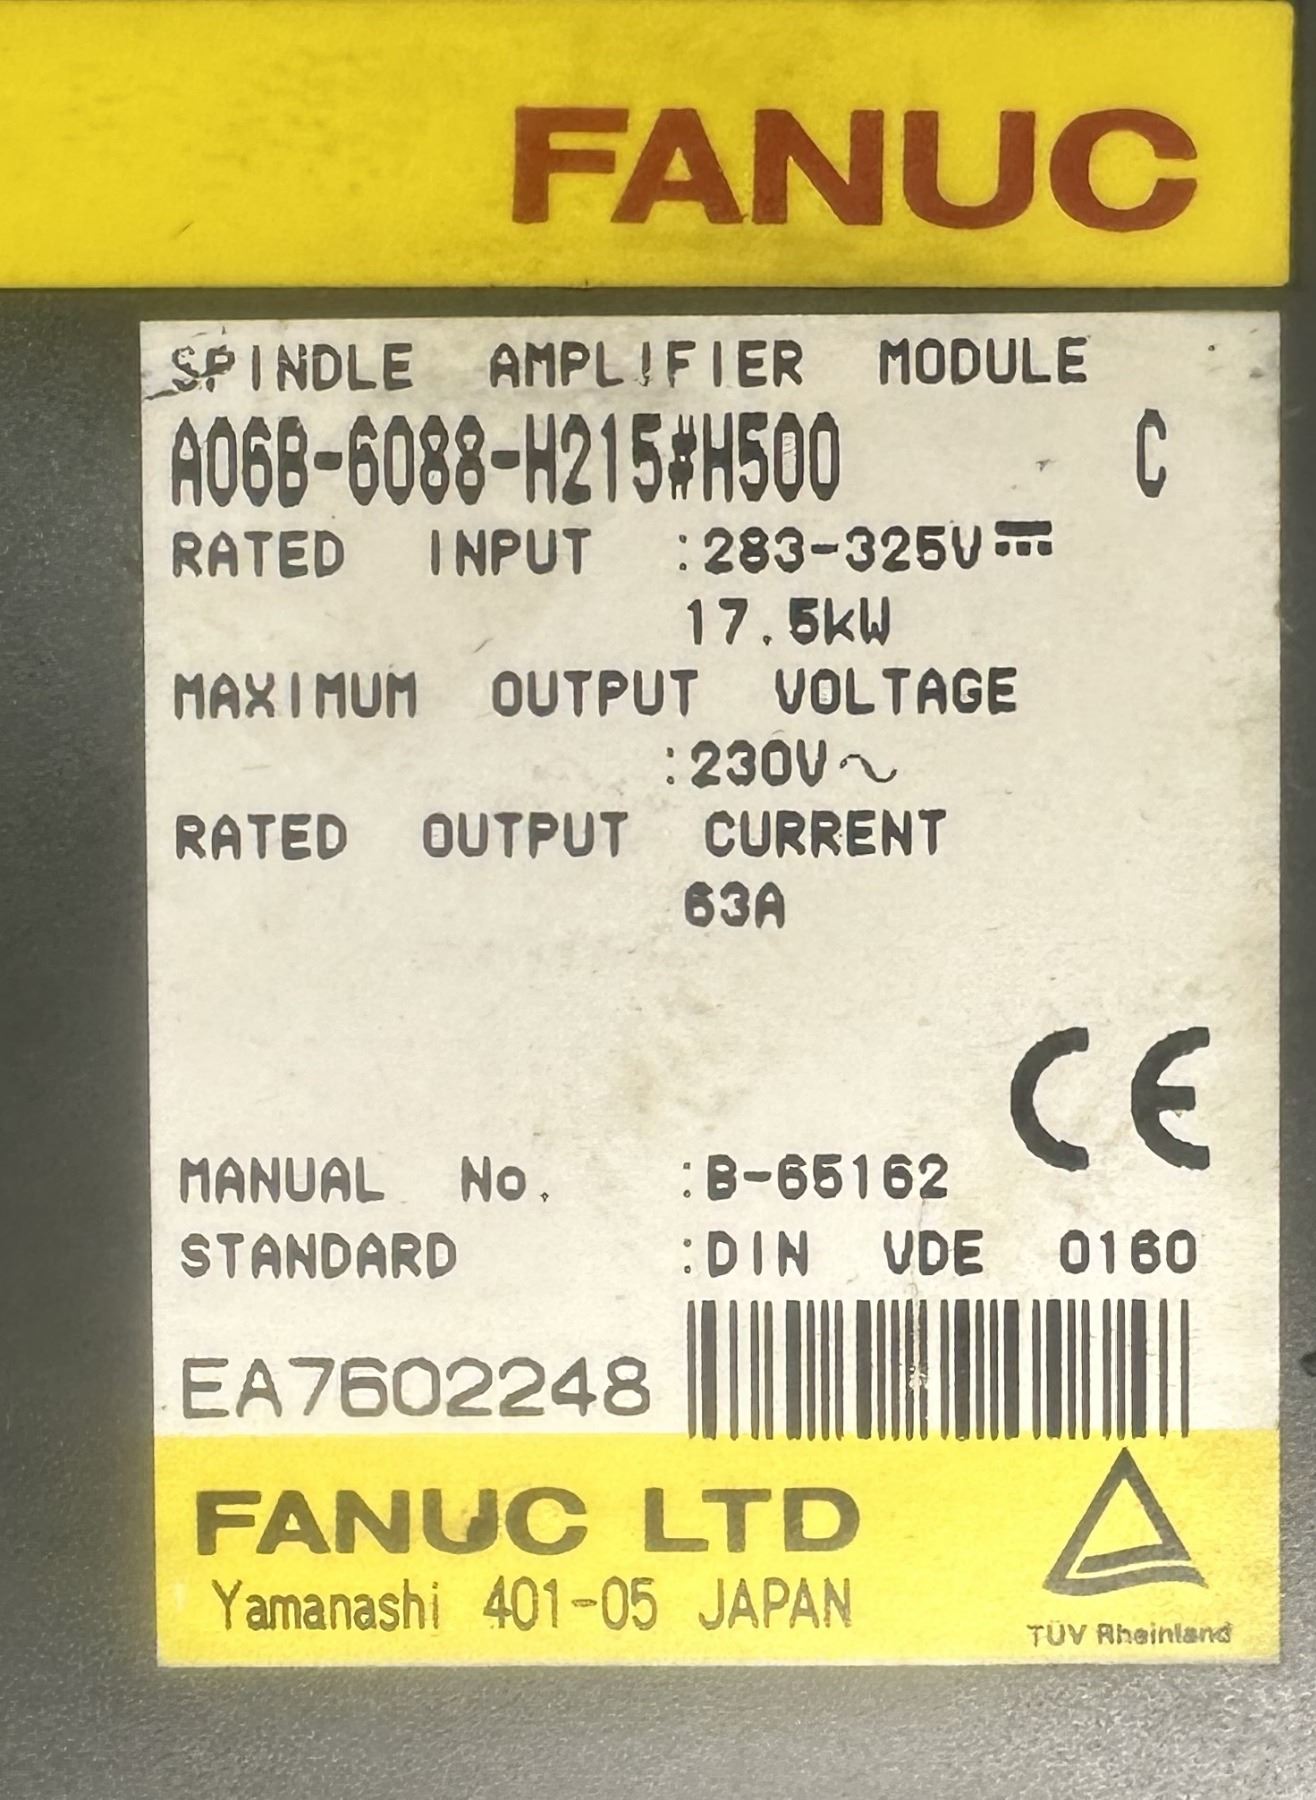 FANUC
SPINDLE AMPLIFIER MODULE
A06B-6088-H215#H500 C
RATED INPUT :283-325V⎓
17.5kW
MAXIMUM OUTPUT VOLTAGE
:230V~
RATED OUTPUT CURRENT
63A
CE
MANUAL No. :B-65162
STANDARD :DIN VDE 0160
EA7602248
FANUC LTD
Yamanashi 401-05 JAPAN
TÜV Rheinland